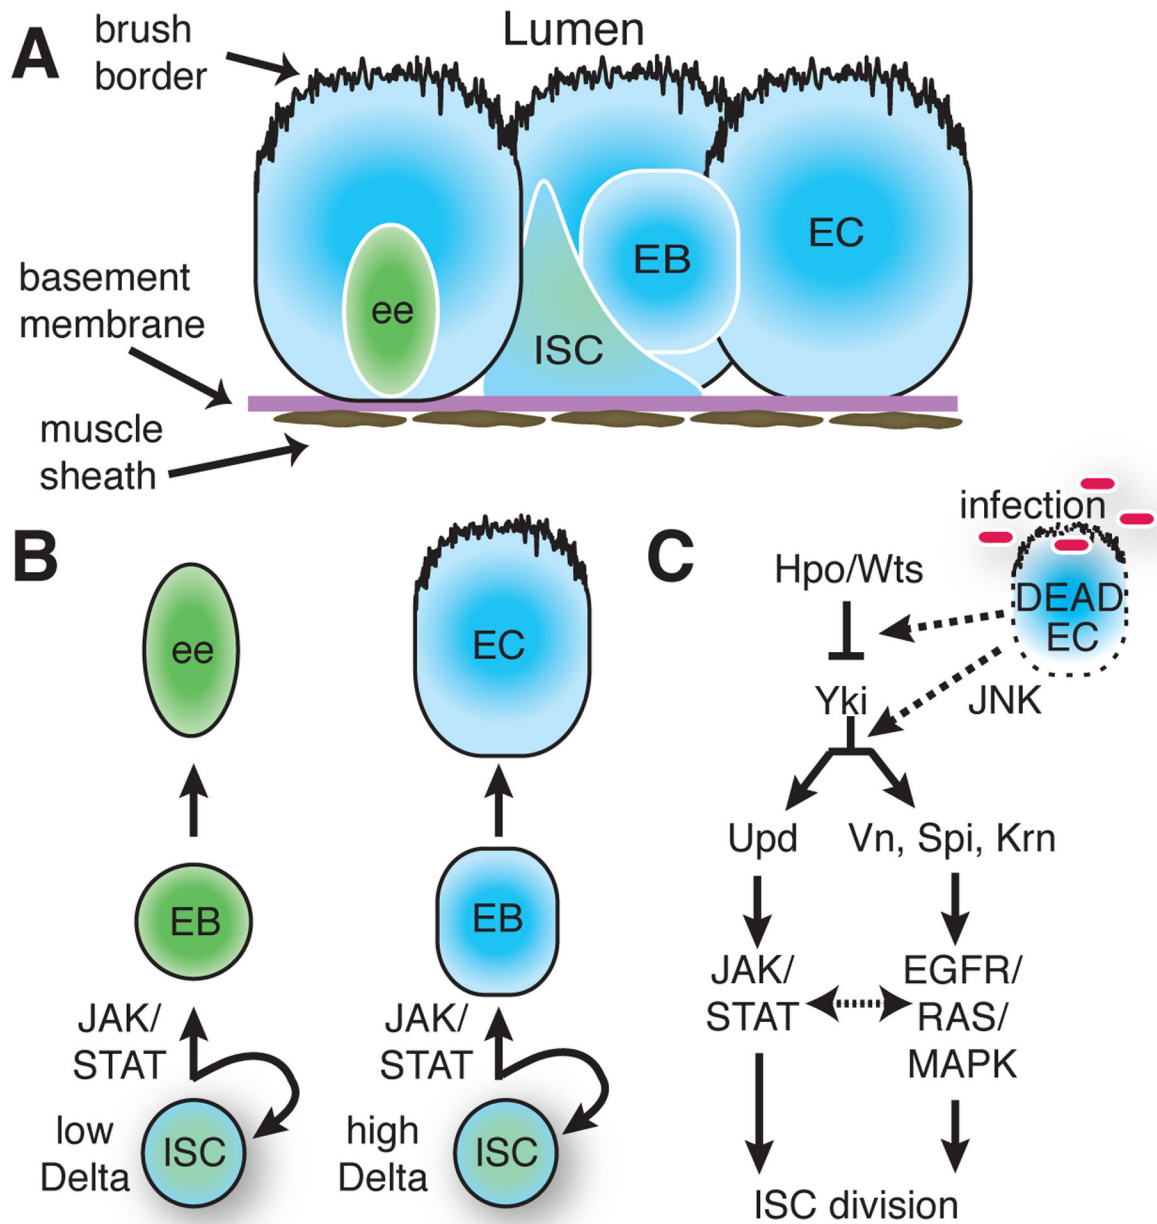 A
brush
border
Lumen
EC
EB
ee
ISC
basement
membrane
muscle
sheath
B
ee
EB
JAK/
STAT
low
Delta
ISC
EC
EB
JAK/
STAT
high
Delta
ISC
C
infection
DEAD
EC
Hpo/Wts
Yki
JNK
Upd
Vn, Spi, Krn
JAK/
STAT
EGFR/
RAS/
MAPK
ISC division